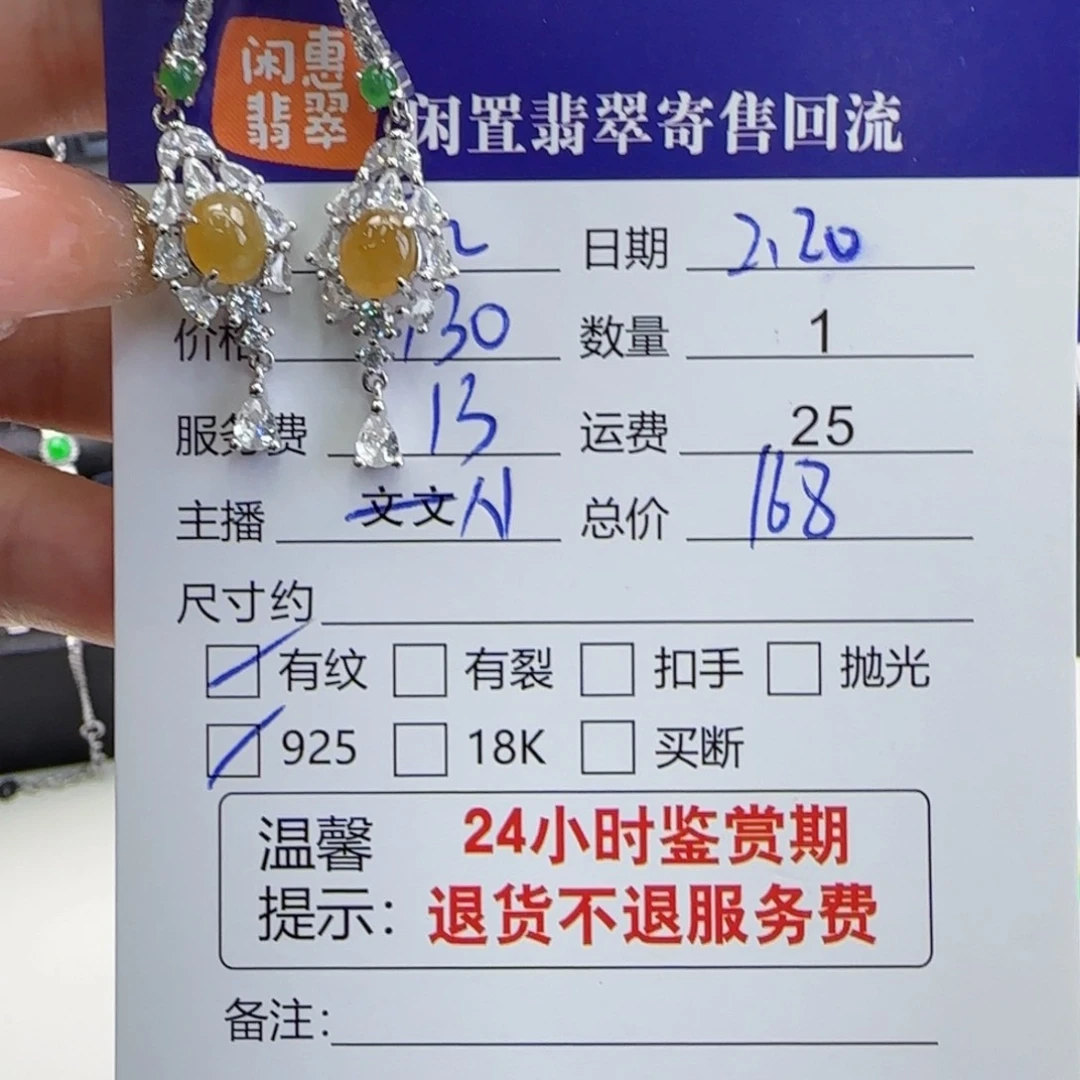 闲惠
翡翠
闲置翡翠寄售回流
日期 2.20
价格 130 数量 1
服务费 13 运费 25
主播 文文 总价 168
尺寸约
有纹 有裂 扣手 抛光
925 18K 买断
温馨 24小时鉴赏期
提示: 退货不退服务费
备注: